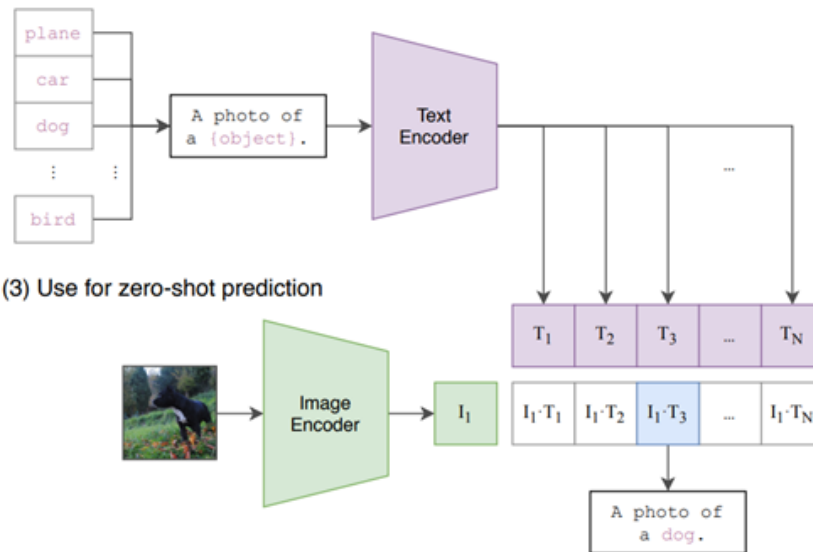 plane
car
dog
⋮ ⋮
bird
A photo of
a {object}.
Text
Encoder
...
(3) Use for zero-shot prediction
T1 T2 T3 ... TN
Image
Encoder
I1
I1·T1 I1·T2 I1·T3 ... I1·TN
A photo of
a dog.